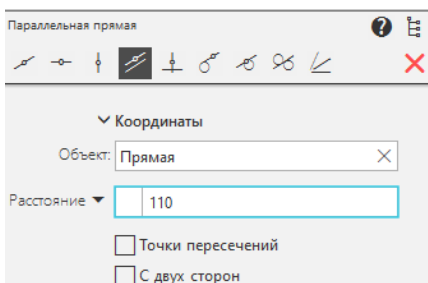 Параллельная прямая
Координаты
Объект: Прямая
Расстояние 110
Точки пересечений
С двух сторон